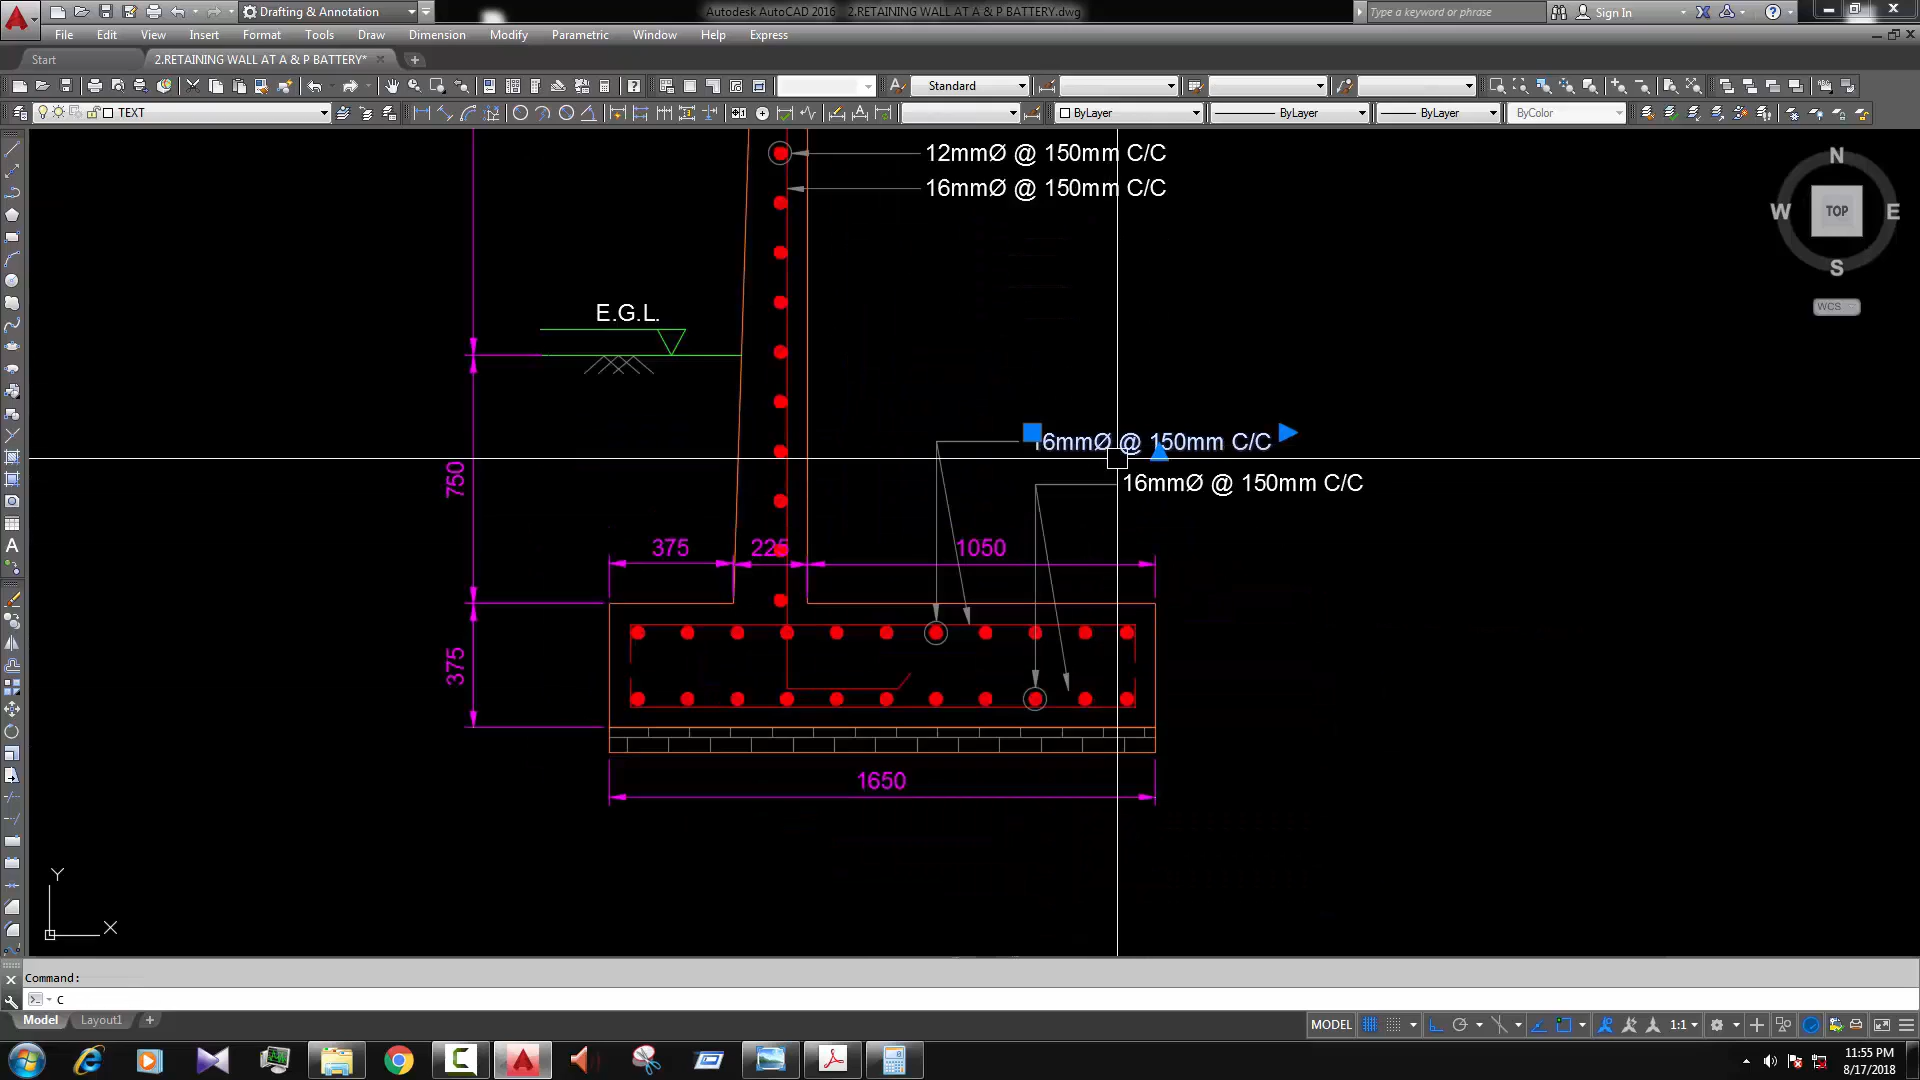 Drafting & Annotation
Autodesk AutoCAD 2016 - 2.RETAINING WALL AT A & P BATTERY.dwg
Type a keyword or phrase
Sign In
File Edit View Insert Format Tools Draw Dimension Modify Parametric Window Help Express
Start
2.RETAINING WALL AT A & P BATTERY*
Standard
TEXT
ByLayer
ByLayer
ByLayer
ByColor
12mmØ @ 150mm C/C
16mmØ @ 150mm C/C
N
W
TOP
E
S
WCS
E.G.L.
16mmØ @ 150mm C/C
16mmØ @ 150mm C/C
750
375
225
1050
375
1650
Y
X
Command:
C
Model
Layout1
MODEL
1:1
11:55 PM
8/17/2018